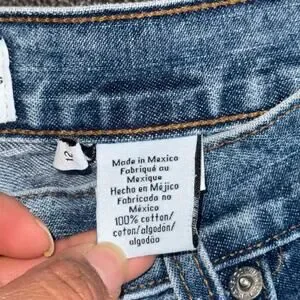 s
12
Made in Mexico
Fabriqué au
Mexique
Hecho en Méjico
Fabricado no
México
100% cotton/
coton/algodón/
algodão